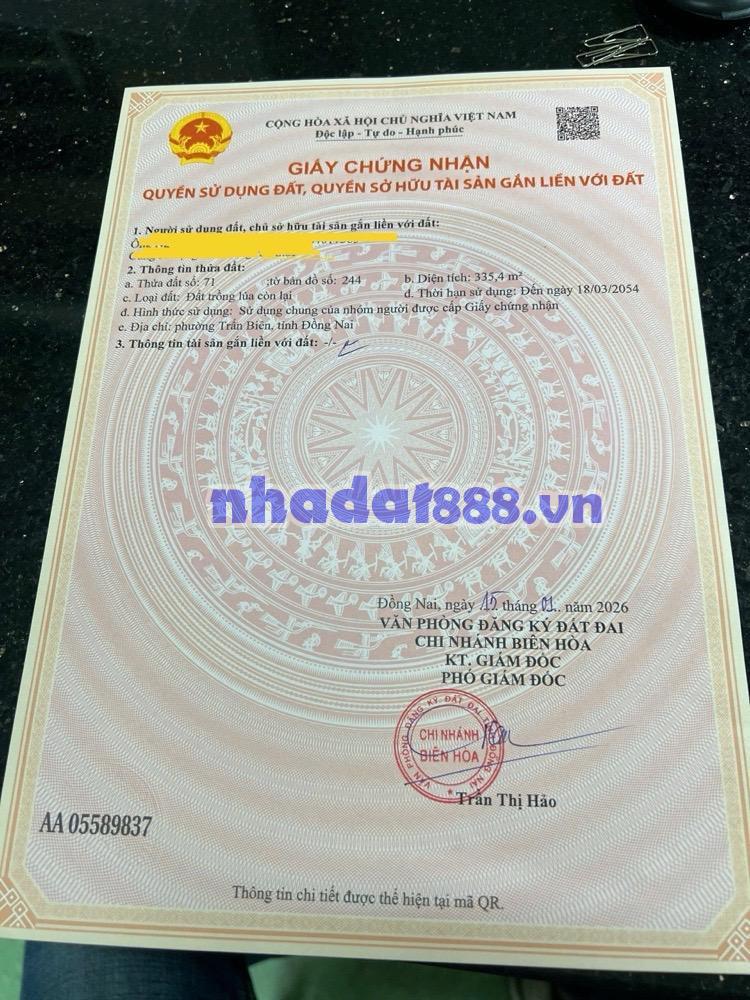 CỘNG HÒA XÃ HỘI CHỦ NGHĨA VIỆT NAM
Độc lập - Tự do - Hạnh phúc
GIẤY CHỨNG NHẬN
QUYỀN SỬ DỤNG ĐẤT, QUYỀN SỞ HỮU TÀI SẢN GẮN LIỀN VỚI ĐẤT
1. Người sử dụng đất, chủ sở hữu tài sản gắn liền với đất:
2. Thông tin thửa đất:
a. Thửa đất số: 71 ;tờ bản đồ số: 244 b. Diện tích: 335,4 m²
c. Loại đất: Đất trồng lúa còn lại d. Thời hạn sử dụng: Đến ngày 18/03/2054
đ. Hình thức sử dụng: Sử dụng chung của nhóm người được cấp Giấy chứng nhận
e. Địa chỉ: phường Trấn Biên, tỉnh Đồng Nai
3. Thông tin tài sản gắn liền với đất: -/-
nhadat888.vn
Đồng Nai, ngày 15 tháng 01.. năm 2026
VĂN PHÒNG ĐĂNG KÝ ĐẤT ĐAI
CHI NHÁNH BIÊN HÒA
KT. GIÁM ĐỐC
PHÓ GIÁM ĐỐC
VĂN PHÒNG ĐĂNG KÝ ĐẤT ĐAI ĐỒNG NAI
CHI NHÁNH
BIÊN HÒA
Trần Thị Hảo
AA 05589837
Thông tin chi tiết được thể hiện tại mã QR.